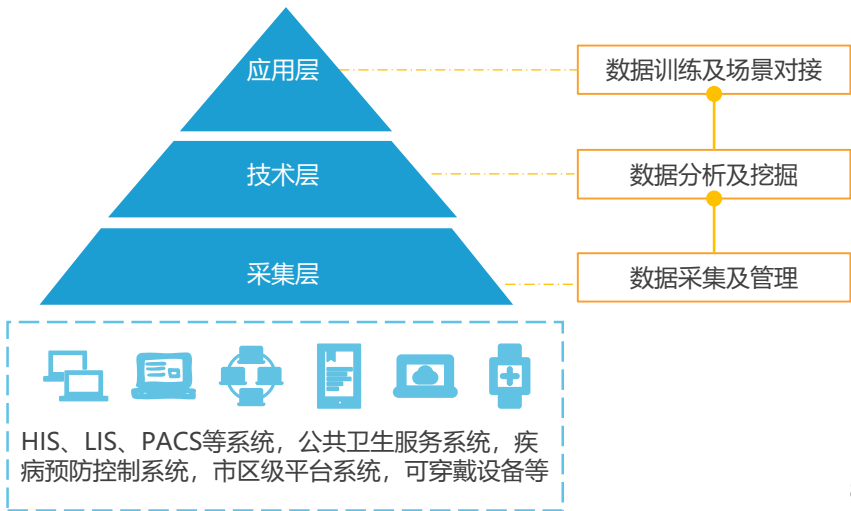 应用层
数据训练及场景对接
技术层
数据分析及挖掘
采集层
数据采集及管理
HIS、LIS、PACS等系统，公共卫生服务系统，疾
病预防控制系统，市区级平台系统，可穿戴设备等